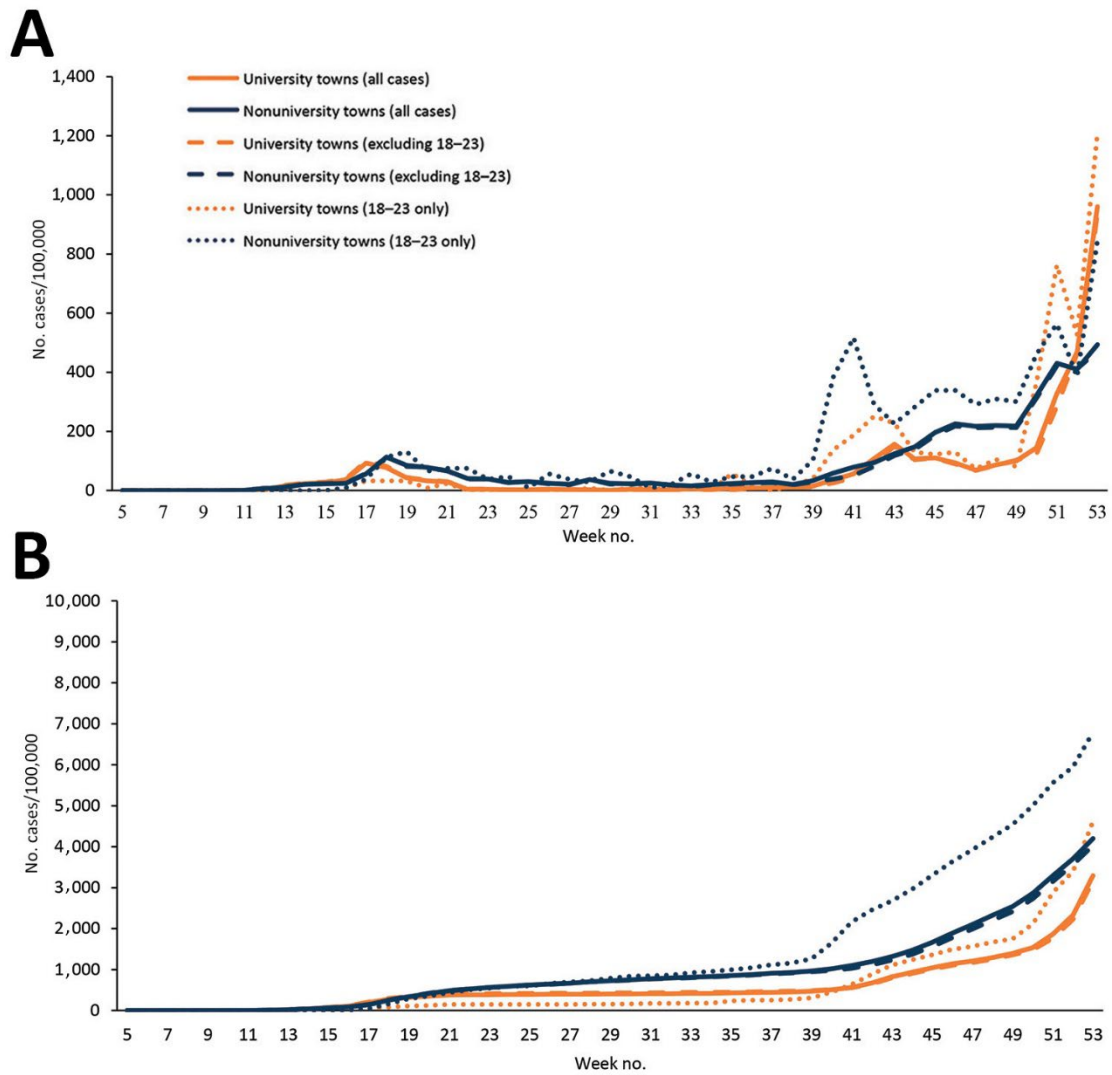 A
1,400
1,200
1,000
800
600
400
200
0
No. cases/100,000
University towns (all cases)
Nonuniversity towns (all cases)
University towns (excluding 18–23)
Nonuniversity towns (excluding 18–23)
University towns (18–23 only)
Nonuniversity towns (18–23 only)
5 7 9 11 13 15 17 19 21 23 25 27 29 31 33 35 37 39 41 43 45 47 49 51 53
Week no.
B
10,000
9,000
8,000
7,000
6,000
5,000
4,000
3,000
2,000
1,000
0
No. cases/100,000
5 7 9 11 13 15 17 19 21 23 25 27 29 31 33 35 37 39 41 43 45 47 49 51 53
Week no.